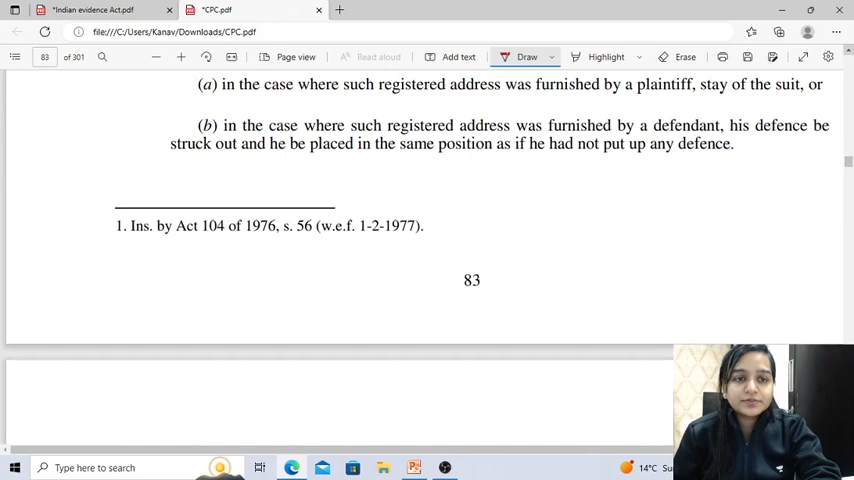 *Indian evidence Act.pdf
*CPC.pdf
file:///C:/Users/Kanav/Downloads/CPC.pdf
83 of 301
Page view
Read aloud
Add text
Draw
Highlight
Erase
(a) in the case where such registered address was furnished by a plaintiff, stay of the suit, or
(b) in the case where such registered address was furnished by a defendant, his defence be
struck out and he be placed in the same position as if he had not put up any defence.
1. Ins. by Act 104 of 1976, s. 56 (w.e.f. 1-2-1977).
83
Type here to search
14°C